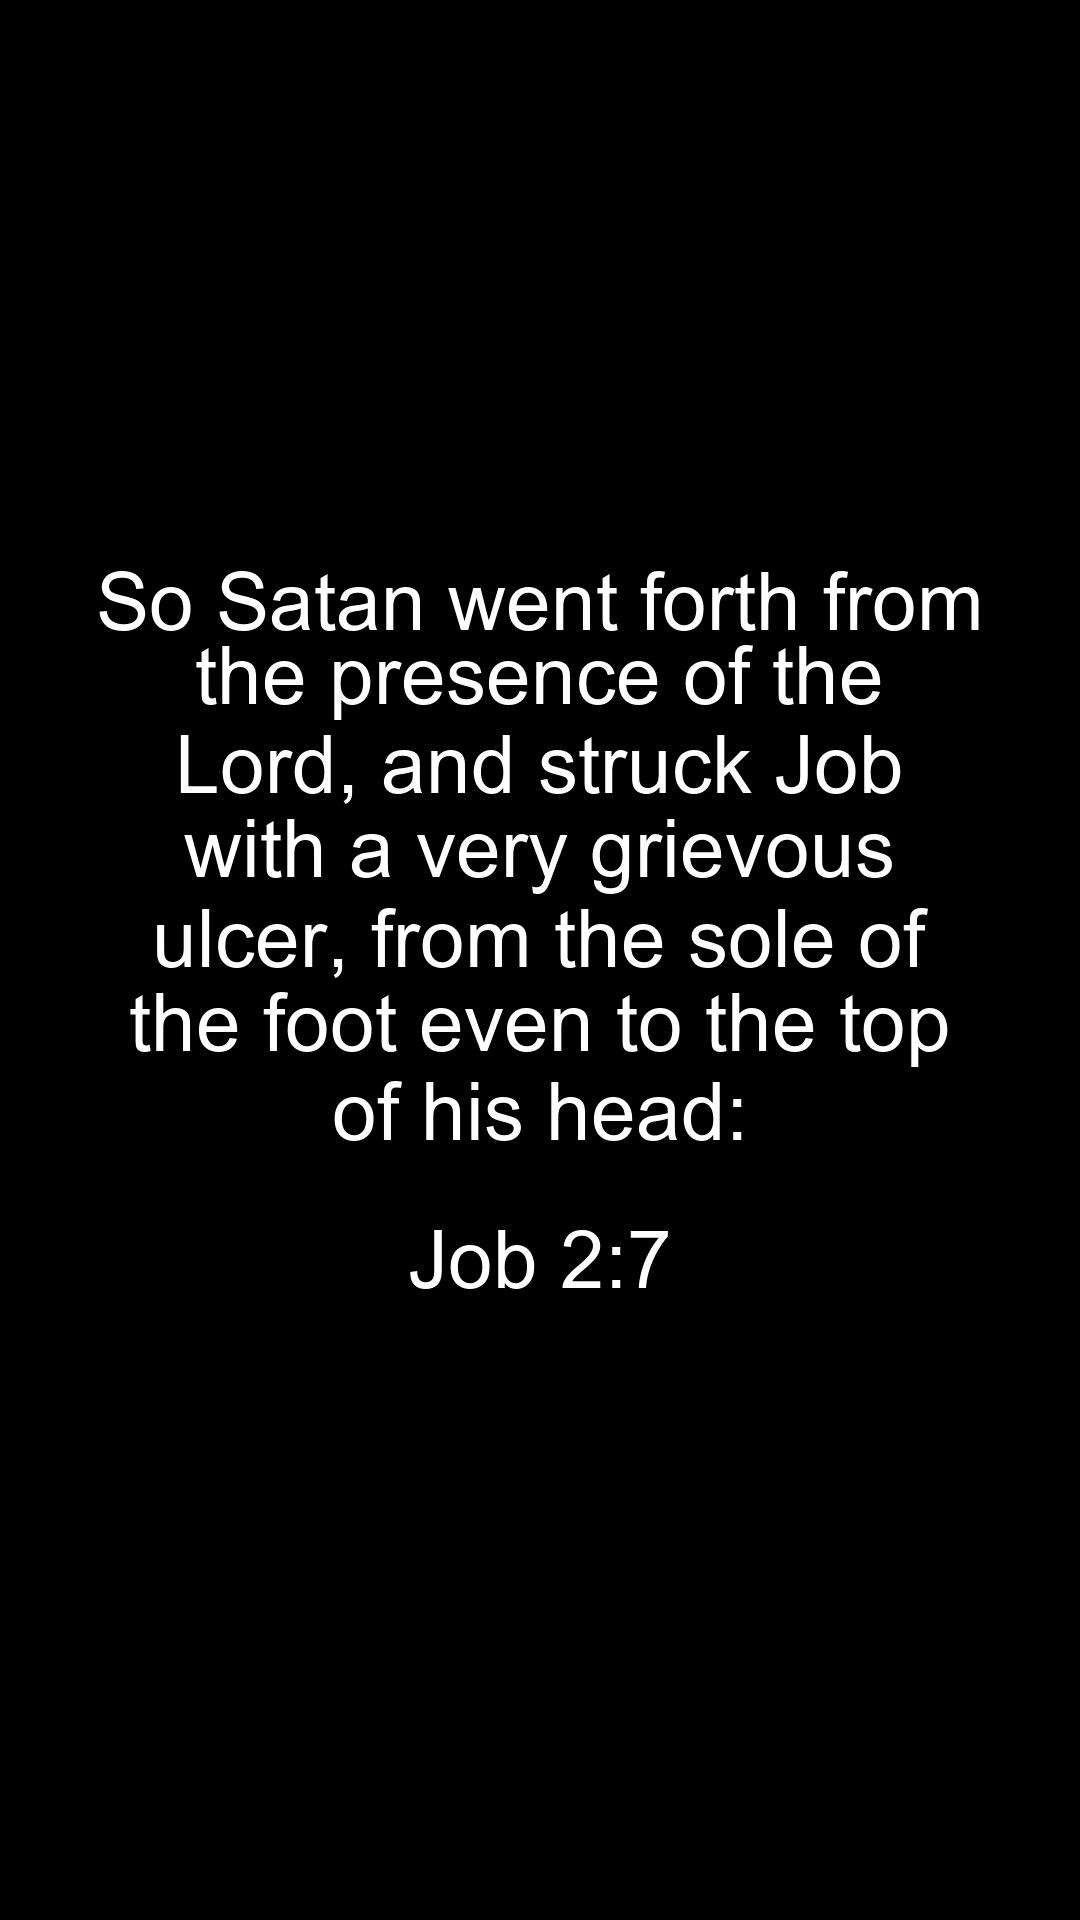 So Satan went forth from
the presence of the
Lord, and struck Job
with a very grievous
ulcer, from the sole of
the foot even to the top
of his head:
Job 2:7